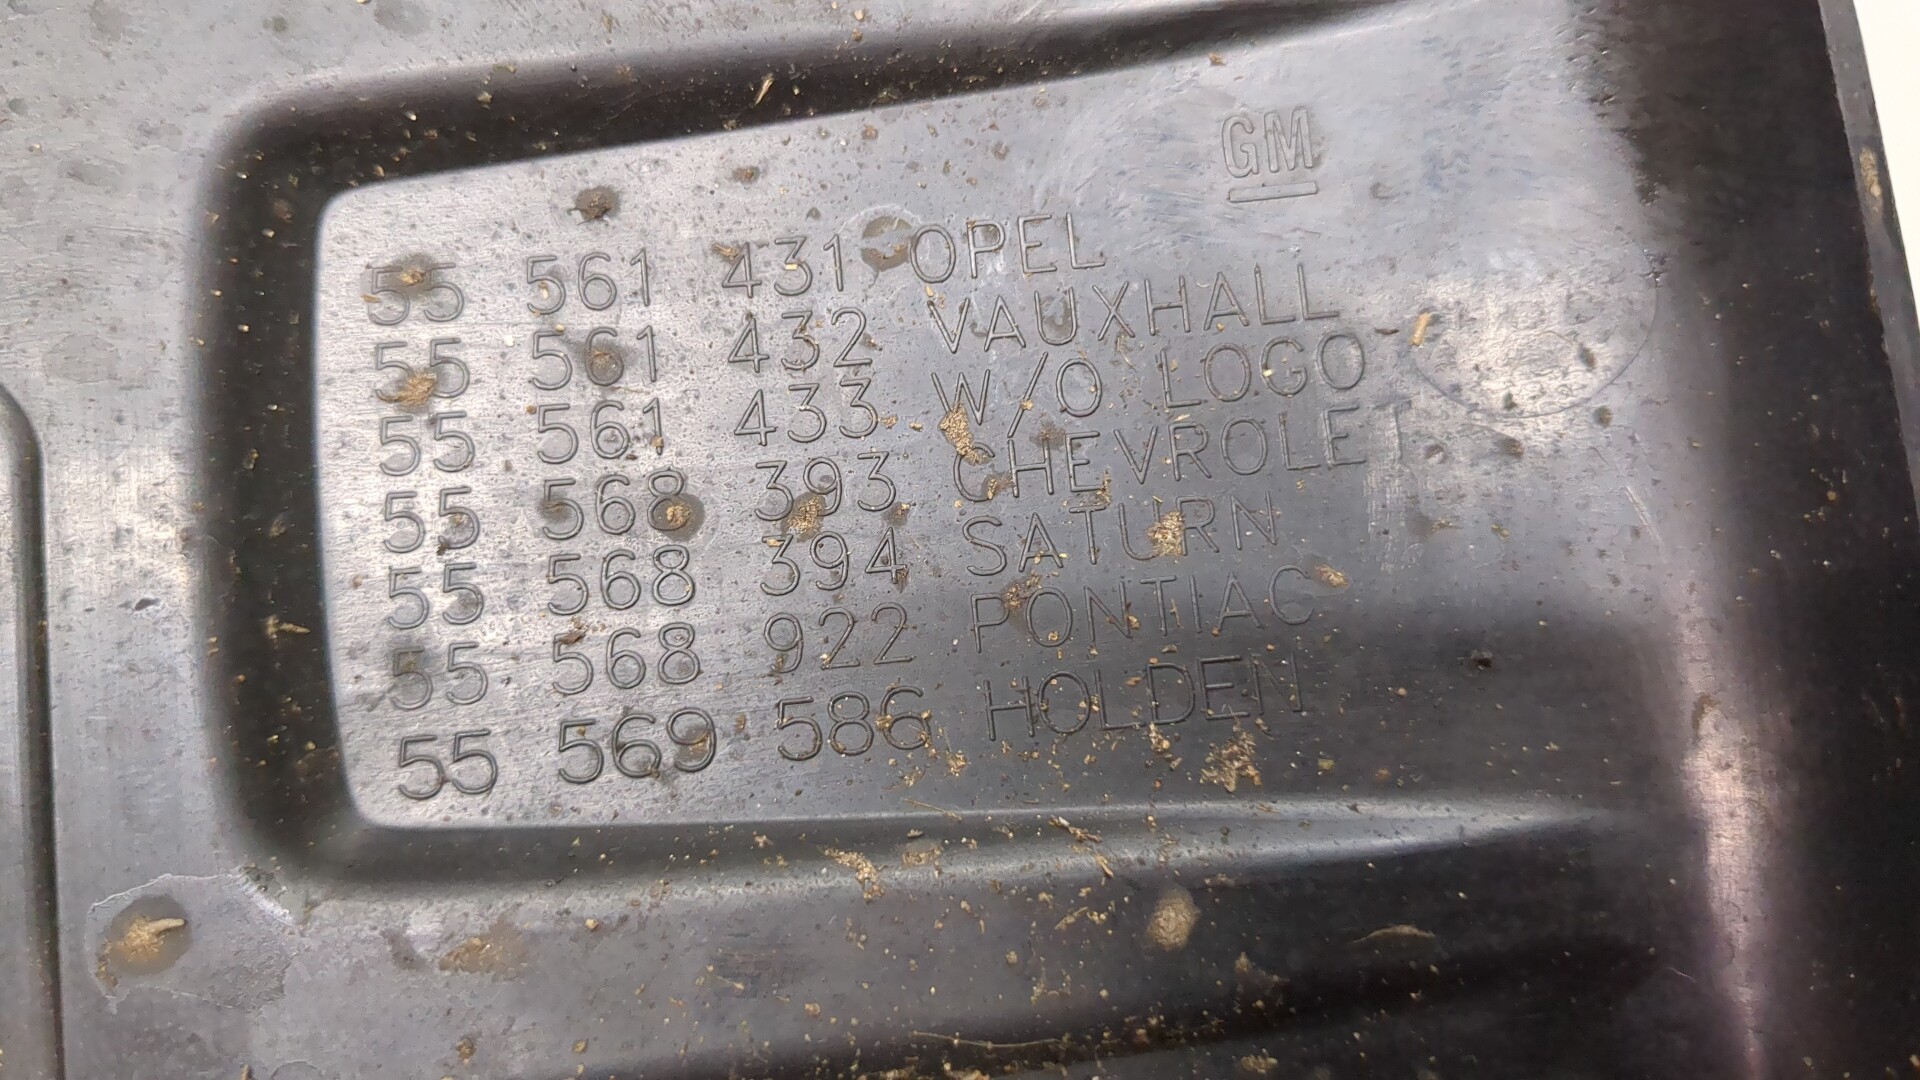 GM
55 561 431 OPEL
55 561 432 VAUXHALL
55 561 433 W/O LOGO
55 568 393 CHEVROLET
55 568 394 SATURN
55 568 922 PONTIAC
55 569 586 HOLDEN